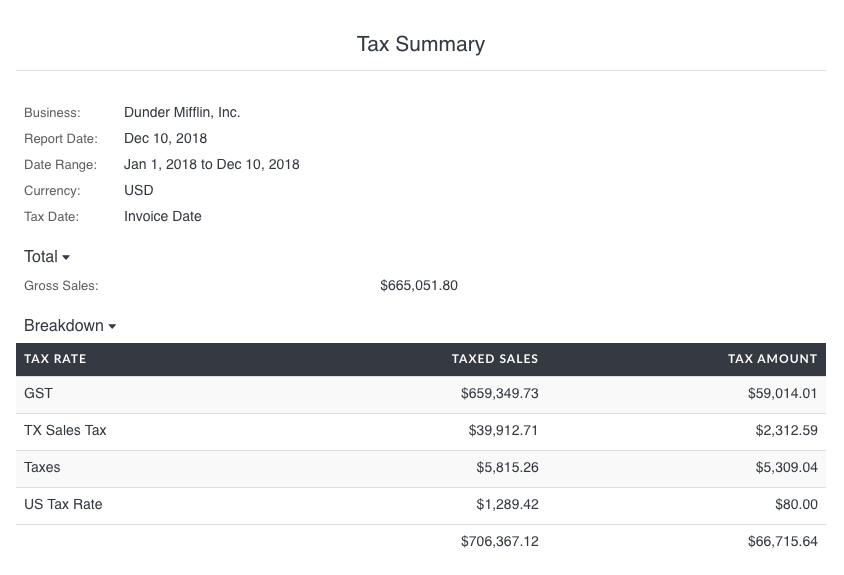 Tax Summary
Business: Dunder Mifflin, Inc.
Report Date: Dec 10, 2018
Date Range: Jan 1, 2018 to Dec 10, 2018
Currency: USD
Tax Date: Invoice Date
Total
Gross Sales: $665,051.80
Breakdown
TAX RATE TAXED SALES TAX AMOUNT
GST $659,349.73 $59,014.01
TX Sales Tax $39,912.71 $2,312.59
Taxes $5,815.26 $5,309.04
US Tax Rate $1,289.42 $80.00
$706,367.12 $66,715.64